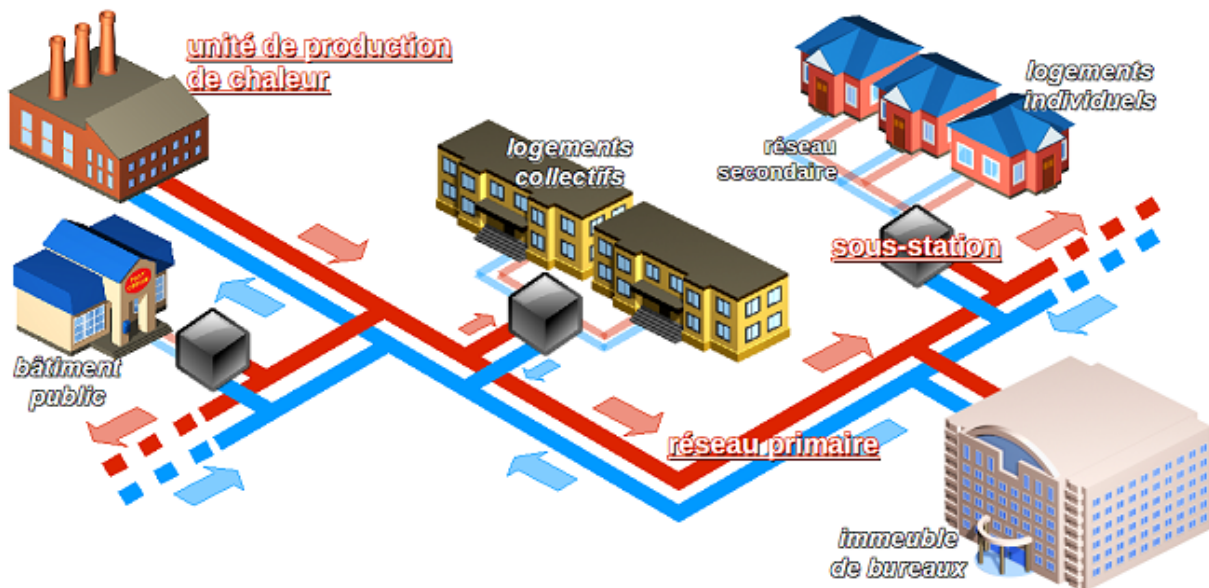 unité de production
de chaleur
logements
individuels
réseau
secondaire
logements
collectifs
sous-station
bâtiment
public
réseau primaire
immeuble
de bureaux